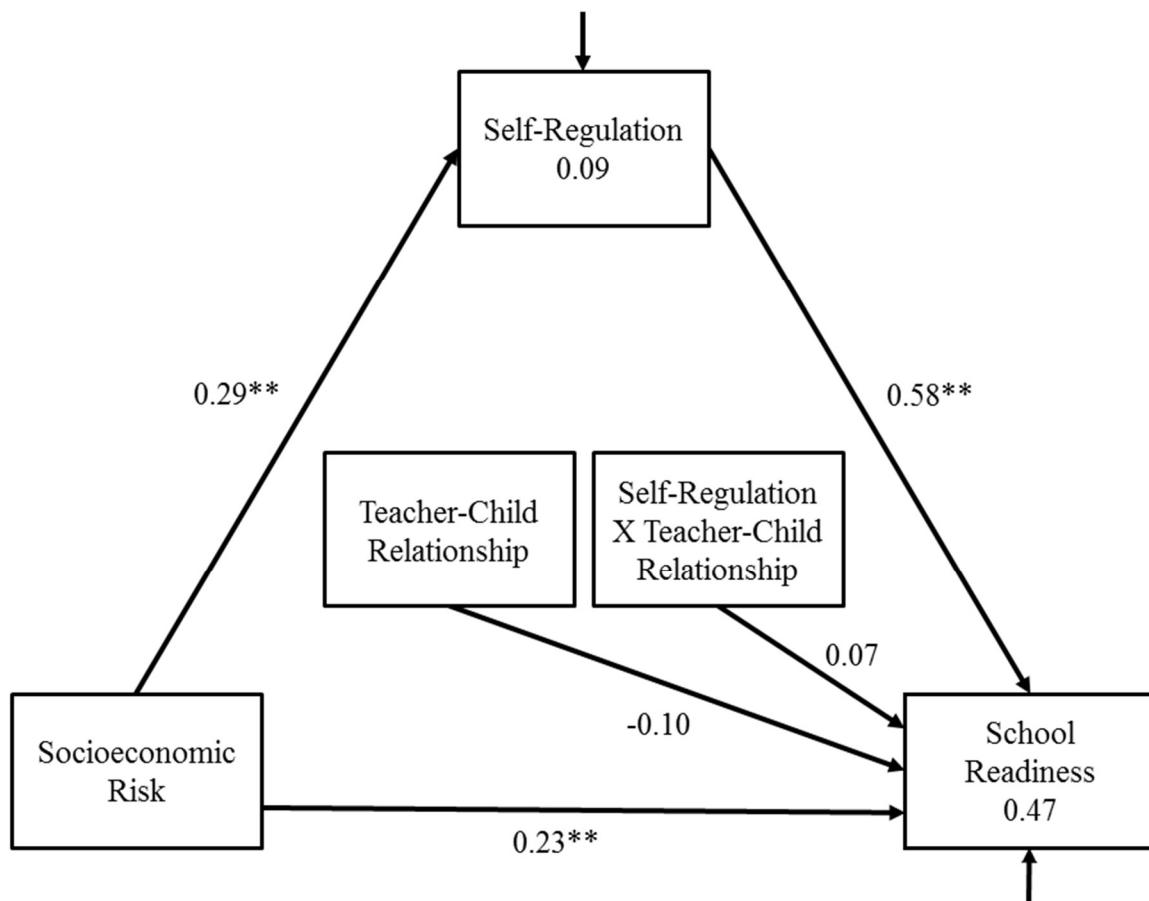 Self-Regulation
0.09
0.29**
0.58**
Teacher-Child
Relationship
Self-Regulation
X Teacher-Child
Relationship
0.07
-0.10
Socioeconomic
Risk
School
Readiness
0.47
0.23**